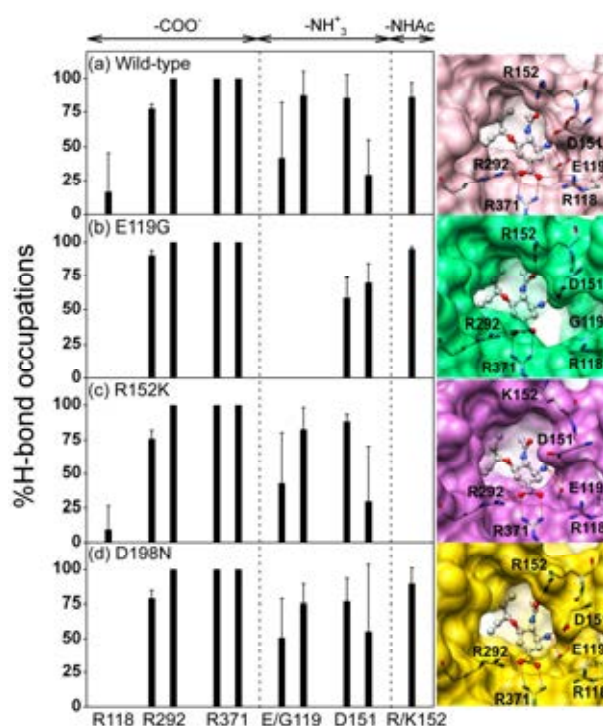 -COO⁻ -NH⁺₃ -NHAc
%H-bond occupations
(a) Wild-type
100
75
50
25
0
R152
D151
E119
R292
R118
R371
(b) E119G
100
75
50
25
0
R152
D151
G119
R292
R118
R371
(c) R152K
100
75
50
25
0
K152
D151
E119
R292
R118
R371
(d) D198N
100
75
50
25
0
R152
D151
E119
R292
R118
R371
R118 R292 R371 E/G119 D151 R/K152